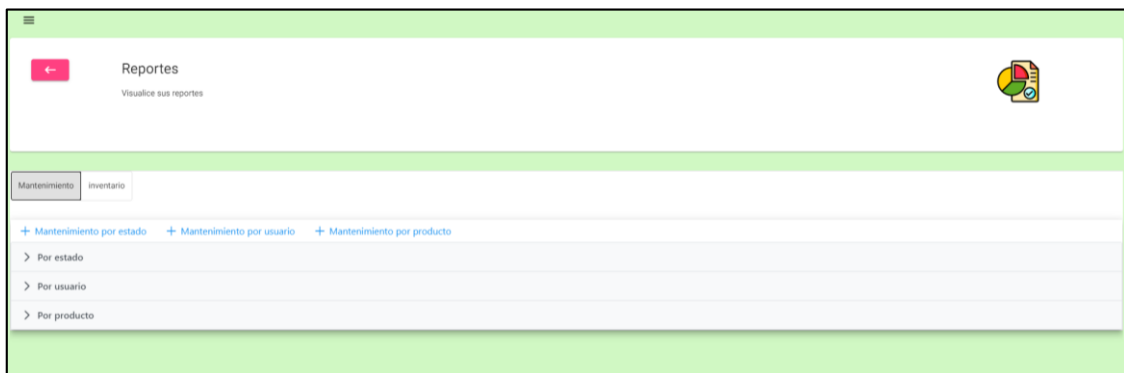 Reportes
Visualice sus reportes
Mantenimiento inventario
+ Mantenimiento por estado + Mantenimiento por usuario + Mantenimiento por producto
> Por estado
> Por usuario
> Por producto